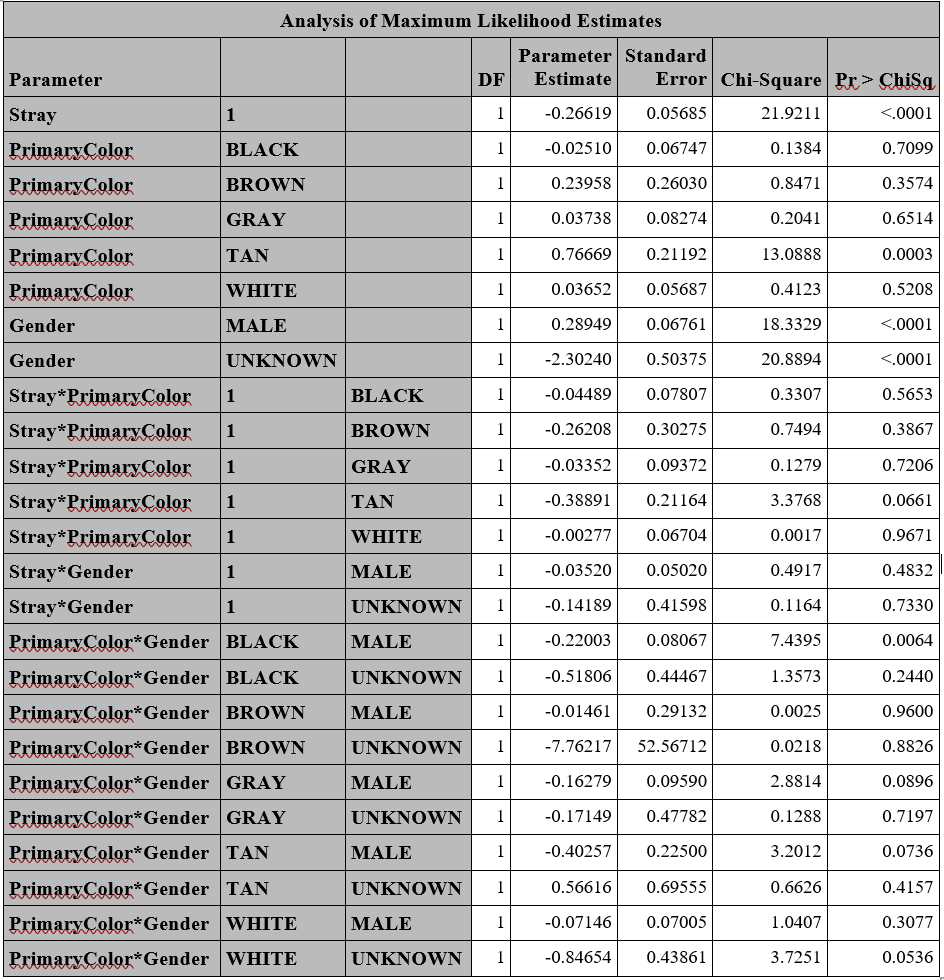 Analysis of Maximum Likelihood Estimates
Parameter DF Parameter Estimate Standard Error Chi-Square Pr > ChiSq
Stray 1 1 -0.26619 0.05685 21.9211 <.0001
PrimaryColor BLACK 1 -0.02510 0.06747 0.1384 0.7099
PrimaryColor BROWN 1 0.23958 0.26030 0.8471 0.3574
PrimaryColor GRAY 1 0.03738 0.08274 0.2041 0.6514
PrimaryColor TAN 1 0.76669 0.21192 13.0888 0.0003
PrimaryColor WHITE 1 0.03652 0.05687 0.4123 0.5208
Gender MALE 1 0.28949 0.06761 18.3329 <.0001
Gender UNKNOWN 1 -2.30240 0.50375 20.8894 <.0001
Stray*PrimaryColor 1 BLACK 1 -0.04489 0.07807 0.3307 0.5653
Stray*PrimaryColor 1 BROWN 1 -0.26208 0.30275 0.7494 0.3867
Stray*PrimaryColor 1 GRAY 1 -0.03352 0.09372 0.1279 0.7206
Stray*PrimaryColor 1 TAN 1 -0.38891 0.21164 3.3768 0.0661
Stray*PrimaryColor 1 WHITE 1 -0.00277 0.06704 0.0017 0.9671
Stray*Gender 1 MALE 1 -0.03520 0.05020 0.4917 0.4832
Stray*Gender 1 UNKNOWN 1 -0.14189 0.41598 0.1164 0.7330
PrimaryColor*Gender BLACK MALE 1 -0.22003 0.08067 7.4395 0.0064
PrimaryColor*Gender BLACK UNKNOWN 1 -0.51806 0.44467 1.3573 0.2440
PrimaryColor*Gender BROWN MALE 1 -0.01461 0.29132 0.0025 0.9600
PrimaryColor*Gender BROWN UNKNOWN 1 -7.76217 52.56712 0.0218 0.8826
PrimaryColor*Gender GRAY MALE 1 -0.16279 0.09590 2.8814 0.0896
PrimaryColor*Gender GRAY UNKNOWN 1 -0.17149 0.47782 0.1288 0.7197
PrimaryColor*Gender TAN MALE 1 -0.40257 0.22500 3.2012 0.0736
PrimaryColor*Gender TAN UNKNOWN 1 0.56616 0.69555 0.6626 0.4157
PrimaryColor*Gender WHITE MALE 1 -0.07146 0.07005 1.0407 0.3077
PrimaryColor*Gender WHITE UNKNOWN 1 -0.84654 0.43861 3.7251 0.0536